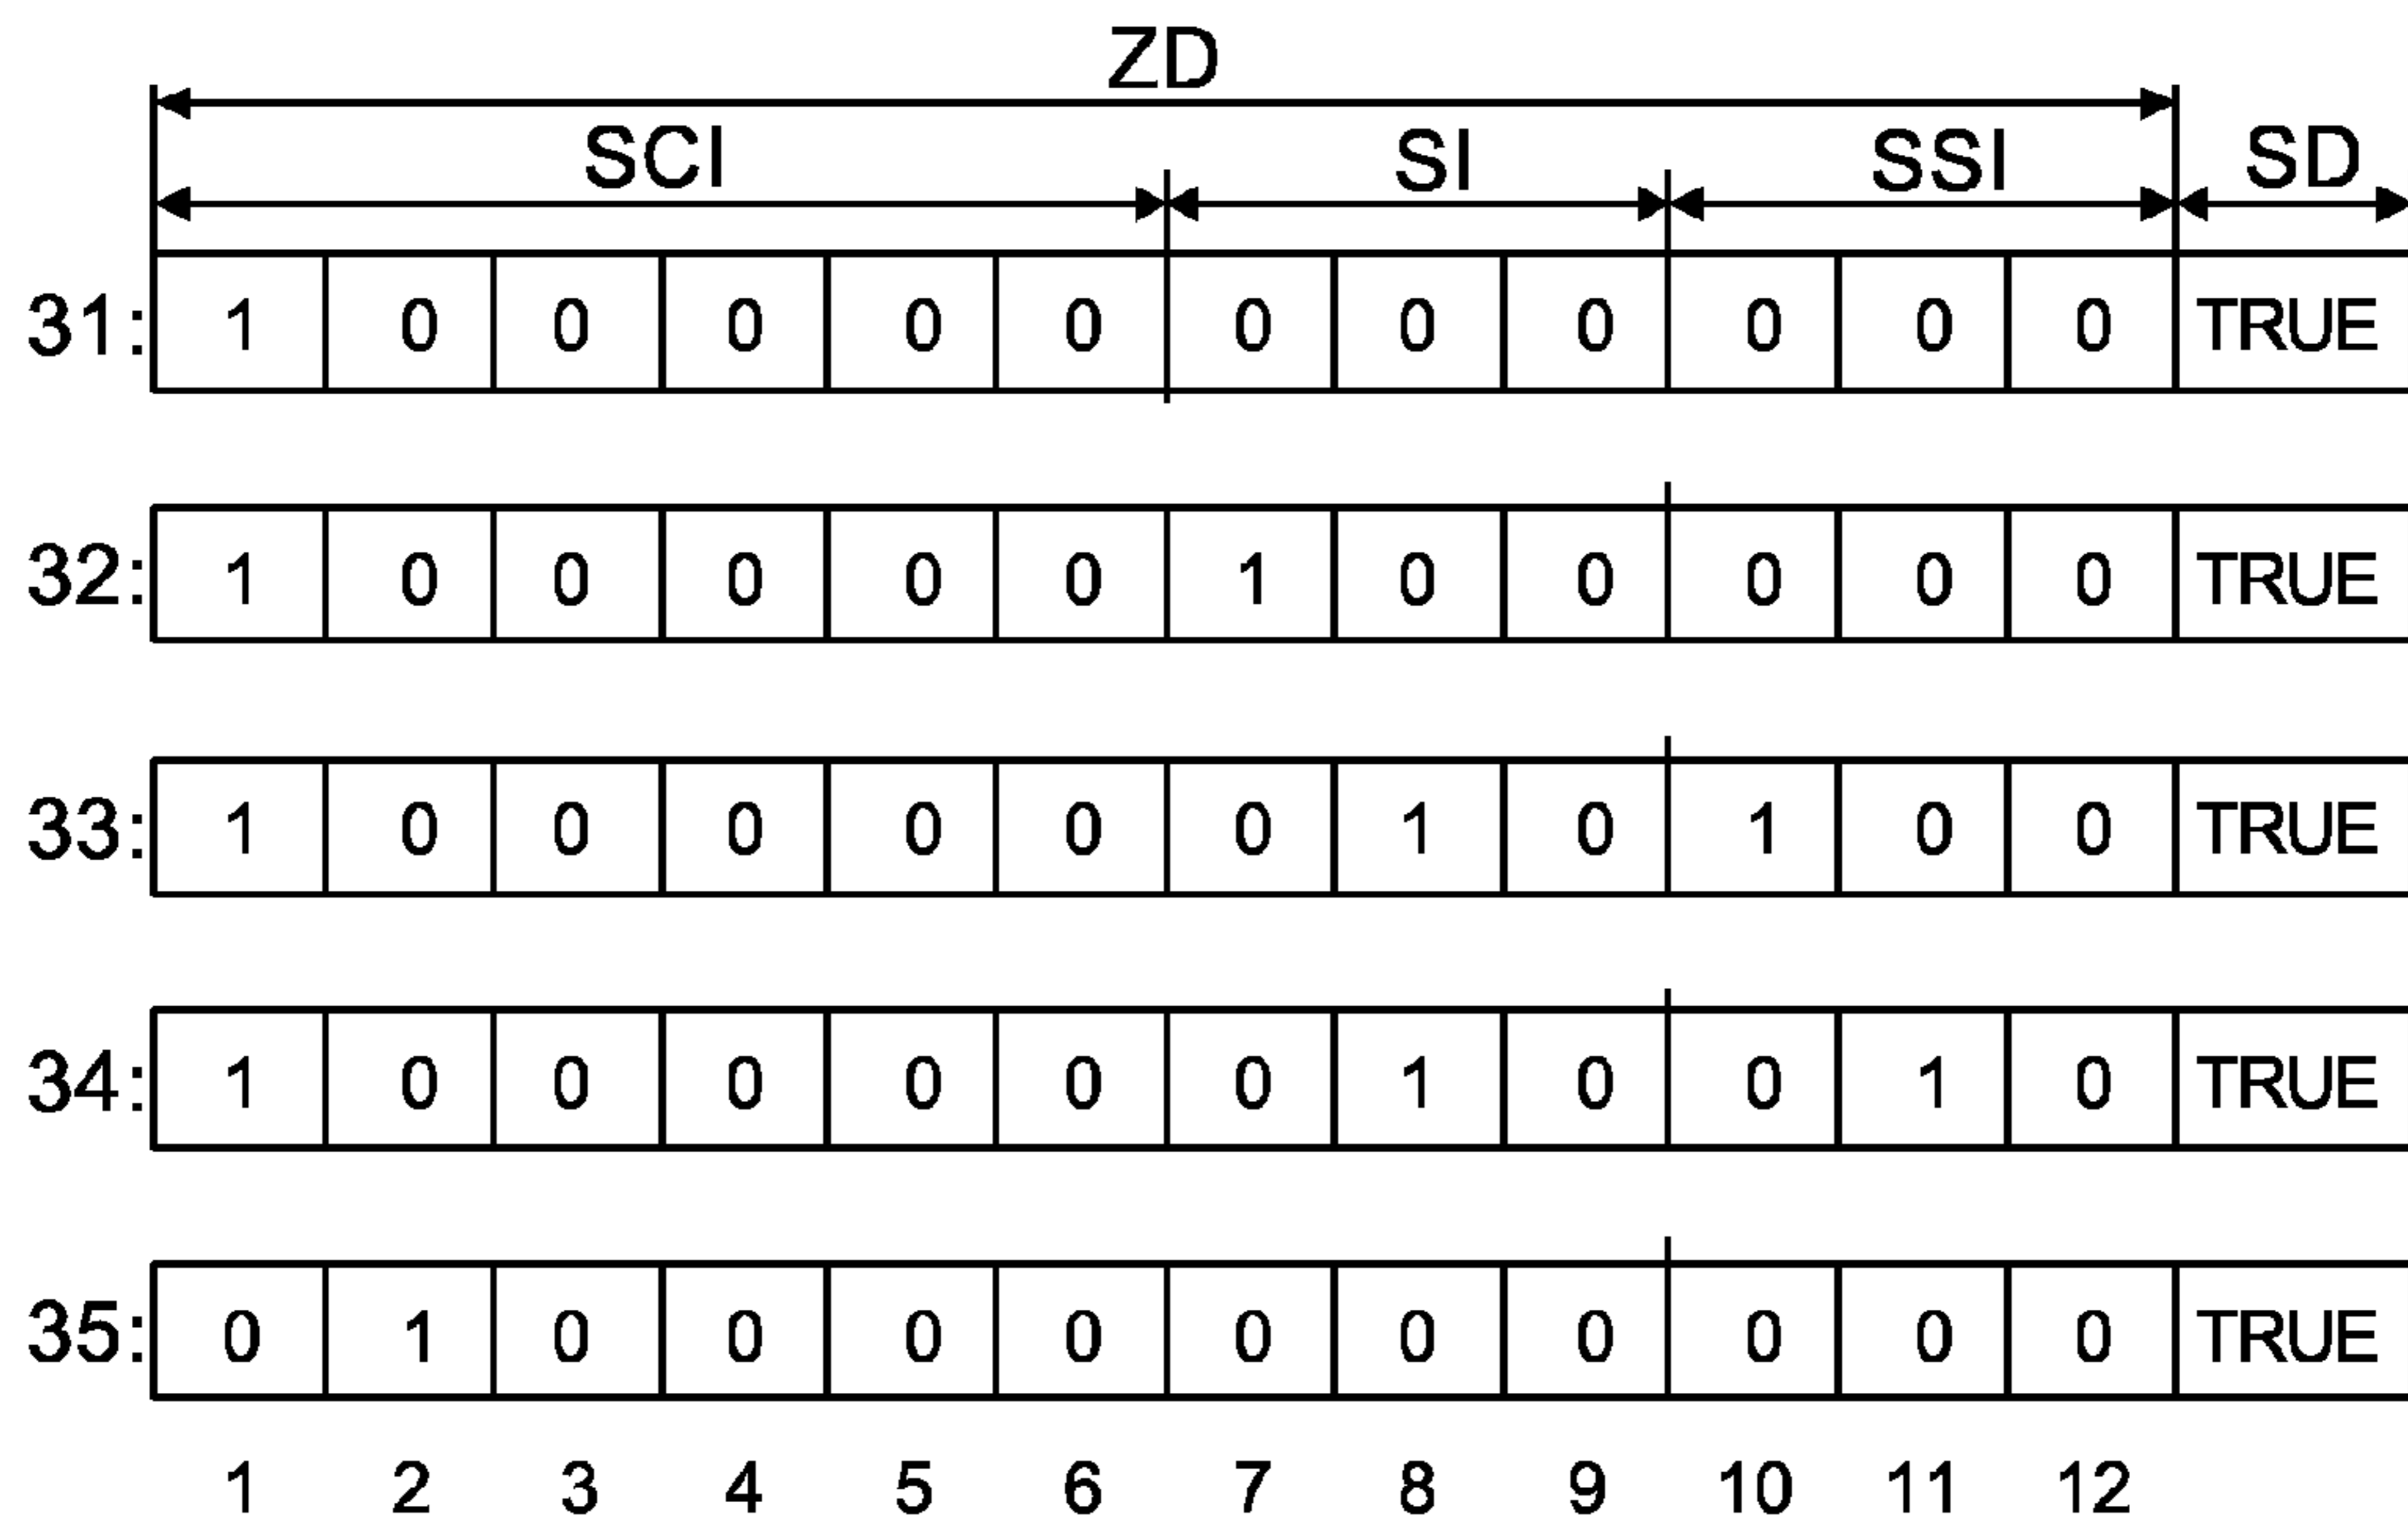 ZD
SCI SI SSI SD
31: 1 0 0 0 0 0 0 0 0 0 0 0 TRUE
32: 1 0 0 0 0 0 1 0 0 0 0 0 TRUE
33: 1 0 0 0 0 0 0 1 0 1 0 0 TRUE
34: 1 0 0 0 0 0 0 1 0 0 1 0 TRUE
35: 0 1 0 0 0 0 0 0 0 0 0 0 TRUE
1 2 3 4 5 6 7 8 9 10 11 12